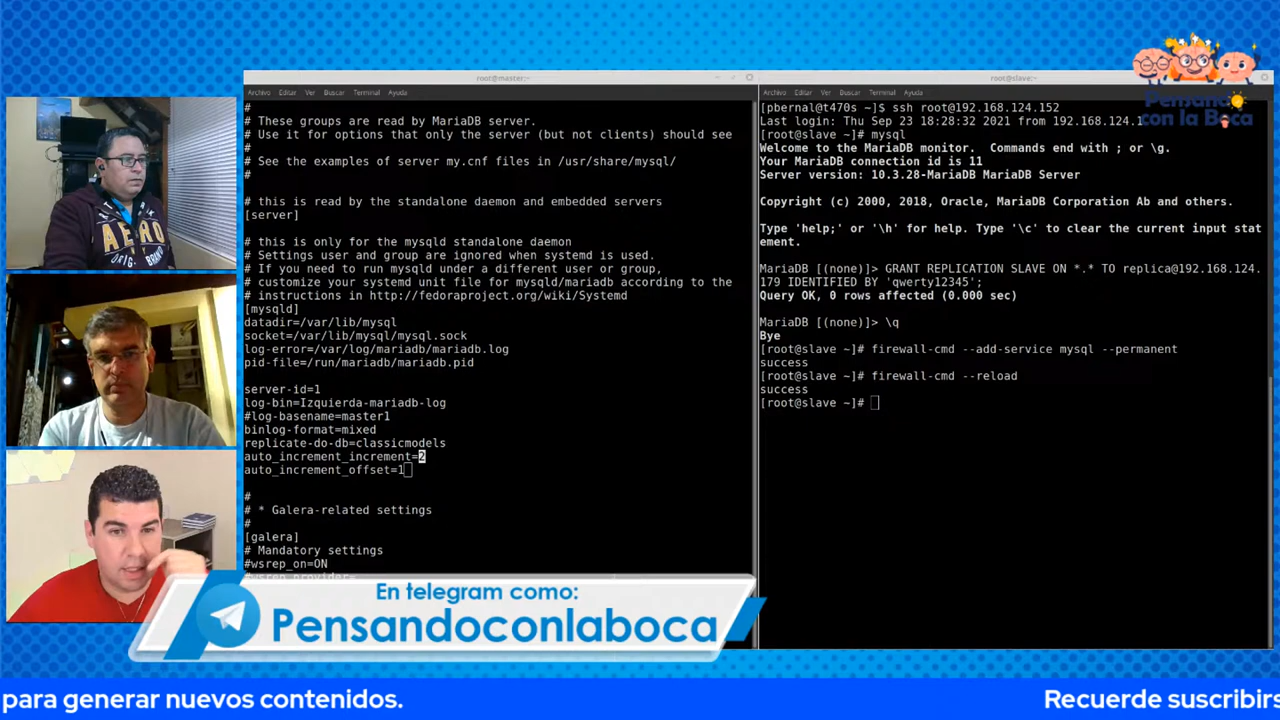 root@master:~
Archivo Editar Ver Buscar Terminal Ayuda
#
# These groups are read by MariaDB server.
# Use it for options that only the server (but not clients) should see
#
# See the examples of server my.cnf files in /usr/share/mysql/
#
# this is read by the standalone daemon and embedded servers
[server]
# this is only for the mysqld standalone daemon
# Settings user and group are ignored when systemd is used.
# If you need to run mysqld under a different user or group,
# customize your systemd unit file for mysqld/mariadb according to the
# instructions in http://fedoraproject.org/wiki/Systemd
[mysqld]
datadir=/var/lib/mysql
socket=/var/lib/mysql/mysql.sock
log-error=/var/log/mariadb/mariadb.log
pid-file=/run/mariadb/mariadb.pid
server-id=1
log-bin=Izquierda-mariadb-log
#log-basename=master1
binlog-format=mixed
replicate-do-db=classicmodels
auto_increment_increment=2
auto_increment_offset=1
#
# * Galera-related settings
#
[galera]
# Mandatory settings
#wsrep_on=ON
root@slave:~
Archivo Editar Ver Buscar Terminal Ayuda
[pbernal@t470s ~]$ ssh root@192.168.124.152
Last login: Thu Sep 23 18:28:32 2021 from 192.168.124.1
[root@slave ~]# mysql
Welcome to the MariaDB monitor.  Commands end with ; or \g.
Your MariaDB connection id is 11
Server version: 10.3.28-MariaDB MariaDB Server
Copyright (c) 2000, 2018, Oracle, MariaDB Corporation Ab and others.
Type 'help;' or '\h' for help. Type '\c' to clear the current input stat
ement.
MariaDB [(none)]> GRANT REPLICATION SLAVE ON *.* TO replica@192.168.124.
179 IDENTIFIED BY 'qwerty12345';
Query OK, 0 rows affected (0.000 sec)
MariaDB [(none)]> \q
Bye
[root@slave ~]# firewall-cmd --add-service mysql --permanent
success
[root@slave ~]# firewall-cmd --reload
success
[root@slave ~]#
Pensando
con la Boca
AERO
ORIG. BRAND
En telegram como:
Pensandoconlaboca
para generar nuevos contenidos.
Recuerde suscribirs